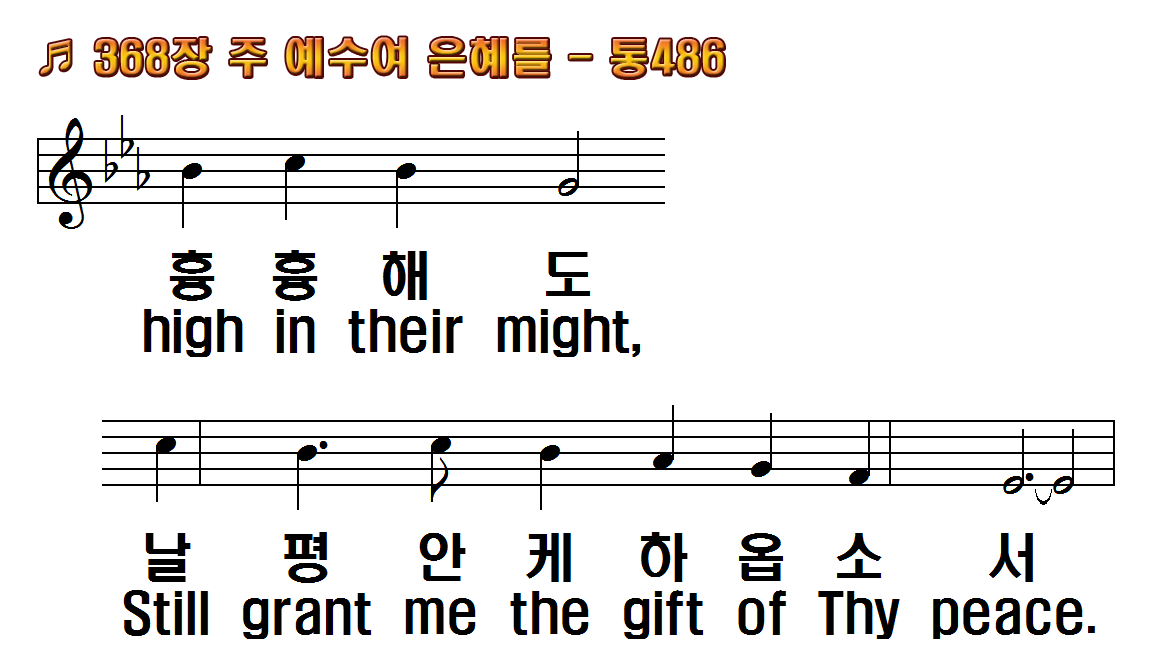 368장 주 예수여 은혜를 - 통486
흉 흉 해 도
high in their might,
날 평 안 케 하 옵 소 서
Still grant me the gift of Thy peace.